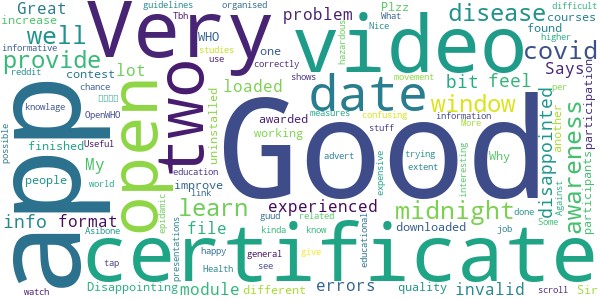 guidelines Tbh organised
Great
increase
informative reddit
contest
well
provide
Very
WHO
studies
use
problem
What
Nice
one
correctly
lot
loaded
shows
hazardous
disease
found
higher
courses
difficult
covid
Says
bit
feel
participation
video
two
date
window
movement
measures
confusing
information
More
per
another
awarded
working
stuff
app
open
uninstalled
knowlage
chance
OpenWHO
Useful
finished
My
possible
people
world
education
improve
link
Good
advert
trying
extent
expensive
interesting
Why
disappointed
awareness
participants
learn
experienced
midnight
done
Some
Against
info
format
epidemic
file
guud
related
kinda
know
educational
downloaded
job
Asibone
tap
presentations
happy
general
give
Health
see
certificate
watch
Disappointing
module
different
errors
quality
invalid
scroll
Sir
Plzz